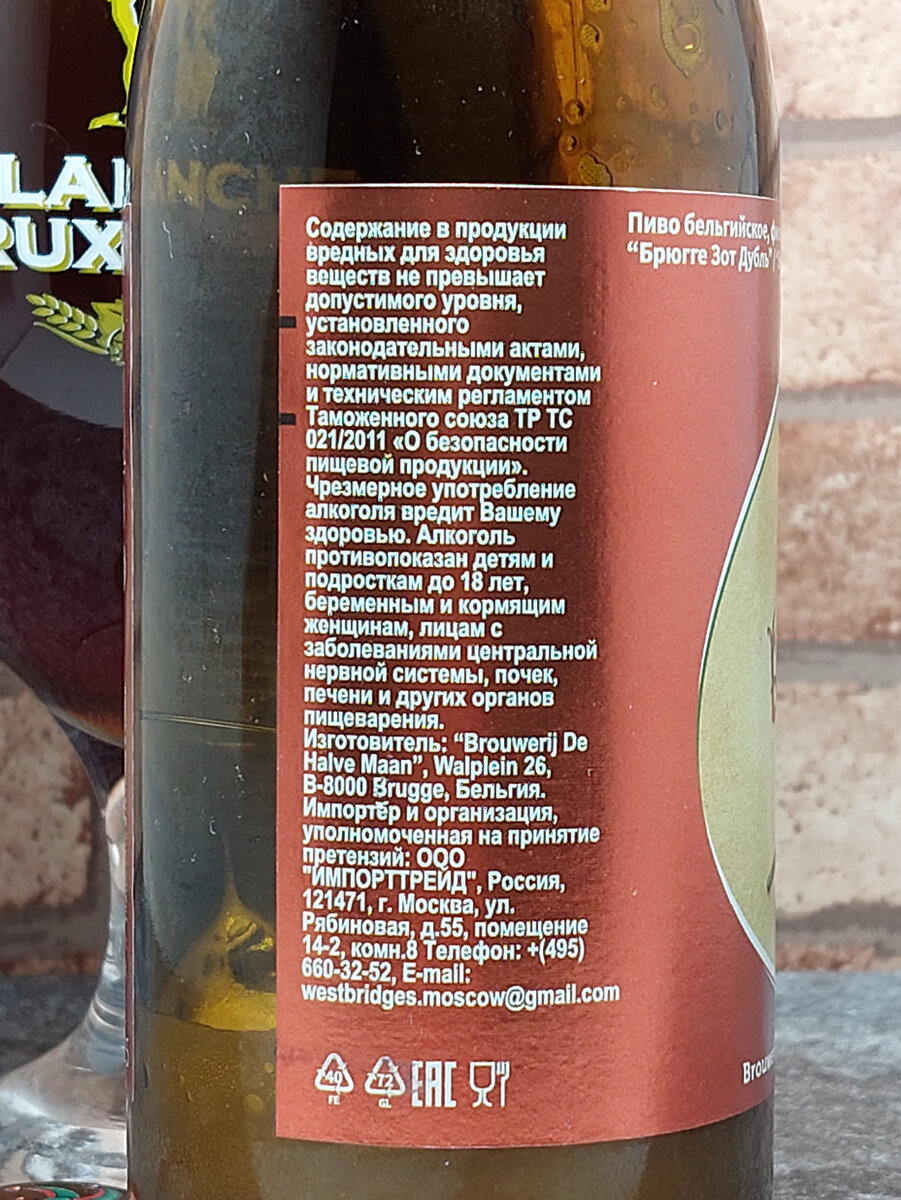 Содержание в продукции
вредных для здоровья
веществ не превышает
допустимого уровня,
установленного
законодательными актами,
нормативными документами
и техническим регламентом
Таможенного союза ТР ТС
021/2011 «О безопасности
пищевой продукции».
Чрезмерное употребление
алкоголя вредит Вашему
здоровью. Алкоголь
противопоказан детям и
подросткам до 18 лет,
беременным и кормящим
женщинам, лицам с
заболеваниями центральной
нервной системы, почек,
печени и других органов
пищеварения.
Изготовитель: “Brouwerij De
Halve Maan”, Walplein 26,
B-8000 Brugge, Бельгия.
Импортёр и организация,
уполномоченная на принятие
претензий: ООО
"ИМПОРТТРЕЙД", Россия,
121471, г. Москва, ул.
Рябиновая, д.55, помещение
14-2, комн.8 Телефон: +(495)
660-32-52, E-mail:
westbridges.moscow@gmail.com
40 72 EAC
FE GL
Пиво бельгийское,
“Брюгге Зот Дубль"